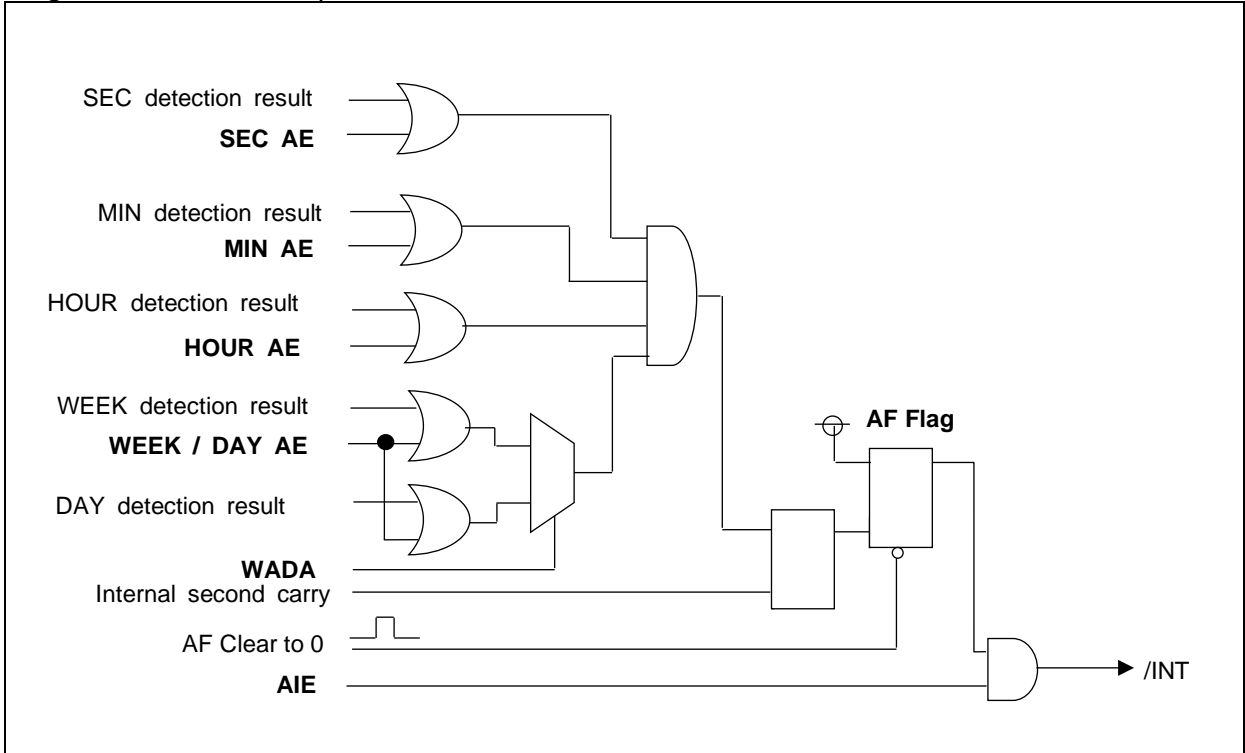 SEC detection result
SEC AE
MIN detection result
MIN AE
HOUR detection result
HOUR AE
WEEK detection result
WEEK / DAY AE
DAY detection result
WADA
Internal second carry
AF Clear to 0
AIE
AF Flag
/INT